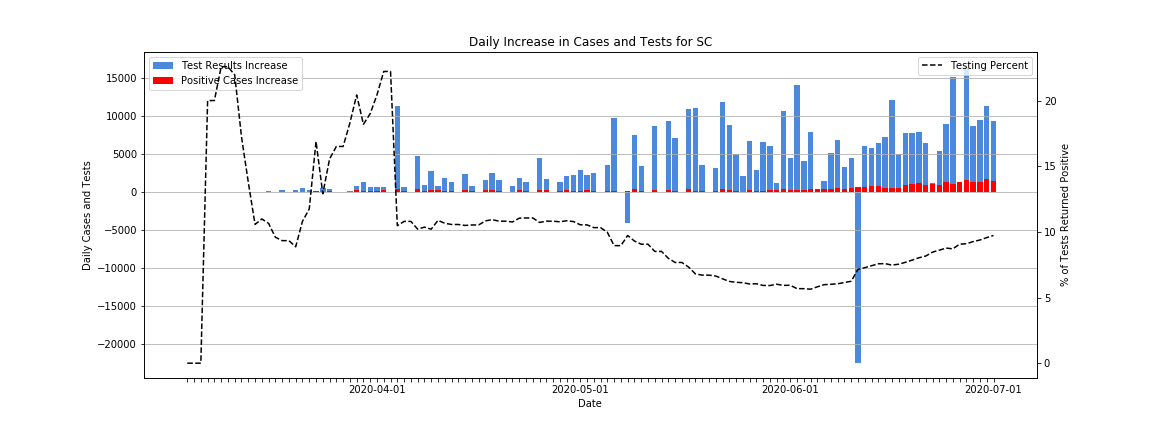 Daily Increase in Cases and Tests for SC
Test Results Increase
Positive Cases Increase
Testing Percent
15000
10000
5000
0
−5000
−10000
−15000
−20000
Daily Cases and Tests
20
15
10
5
0
% of Tests Returned Positive
2020-04-01
2020-05-01
2020-06-01
2020-07-01
Date